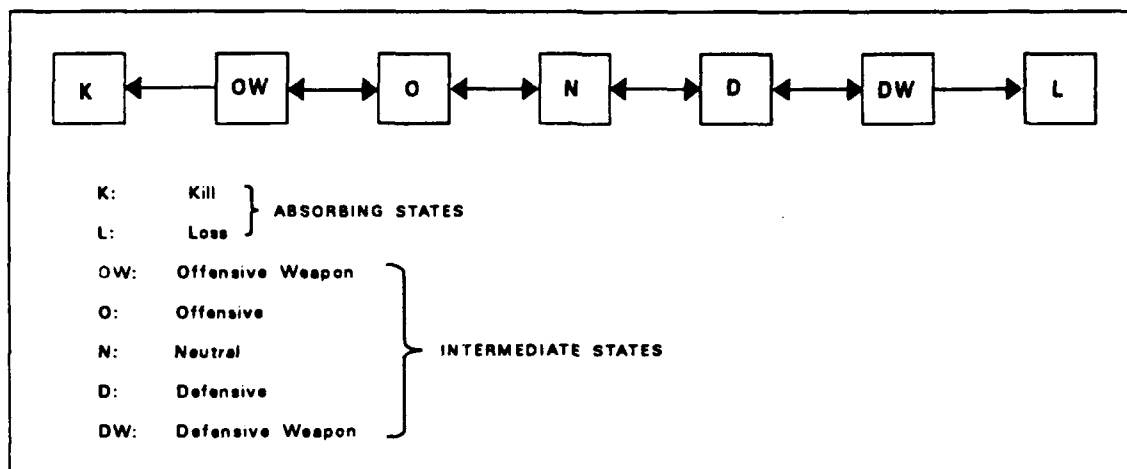 K OW O N D DW L
K: Kill
ABSORBING STATES
L: Loss
OW: Offensive Weapon
O: Offensive
N: Neutral
INTERMEDIATE STATES
D: Defensive
DW: Defensive Weapon